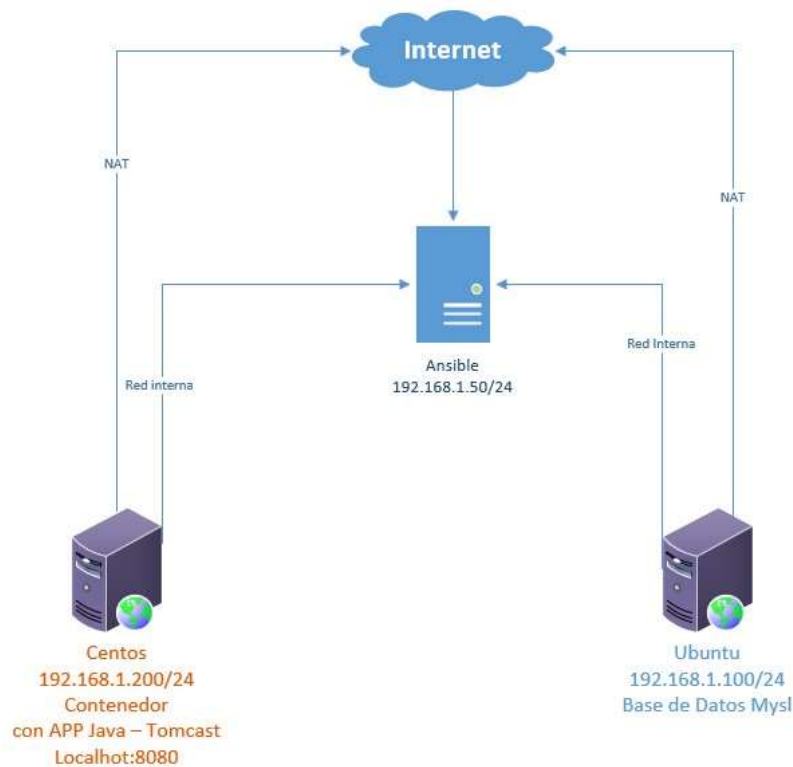 Internet
NAT
NAT
Ansible
192.168.1.50/24
Red interna
Red Interna
Centos
192.168.1.200/24
Contenedor
con APP Java – Tomcast
Localhot:8080
Ubuntu
192.168.1.100/24
Base de Datos Mysl